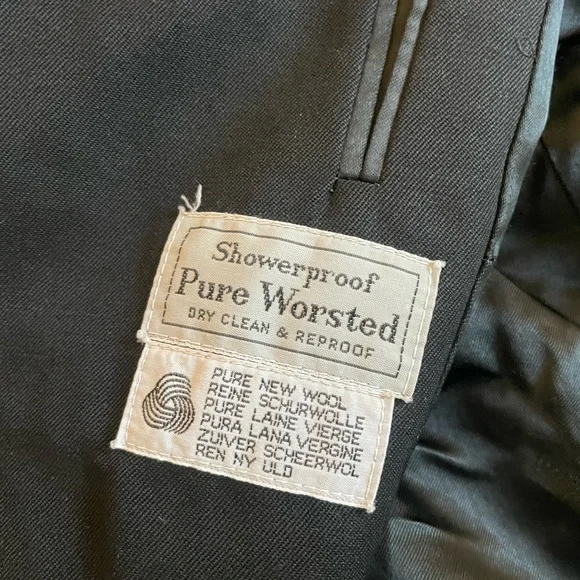 Showerproof
Pure Worsted
DRY CLEAN & REPROOF
PURE NEW WOOL
REINE SCHURWOLLE
PURE LAINE VIERGE
PURA LANA VERGINE
ZUIVER SCHEERWOL
REN NY ULD